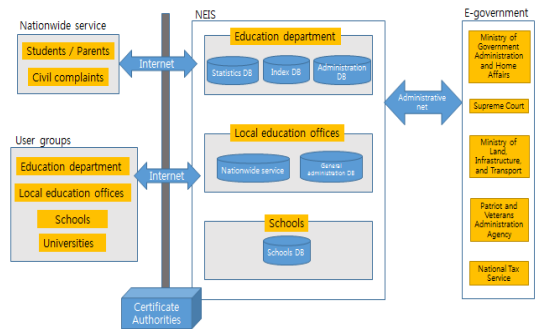 Nationwide service
Students / Parents
Civil complaints
Internet
User groups
Education department
Local education offices
Schools
Universities
Internet
Certificate
Authorities
NEIS
Education department
Statistics DB
Index DB
Administration
DB
Local education offices
Nationwide service
General
administration DB
Schools
Schools DB
Administrative
net
E-government
Ministry of
Government
Administration
and Home
Affairs
Supreme Court
Ministry of
Land,
Infrastructure,
and Transport
Patriot and
Veterans
Administration
Agency
National Tax
Service